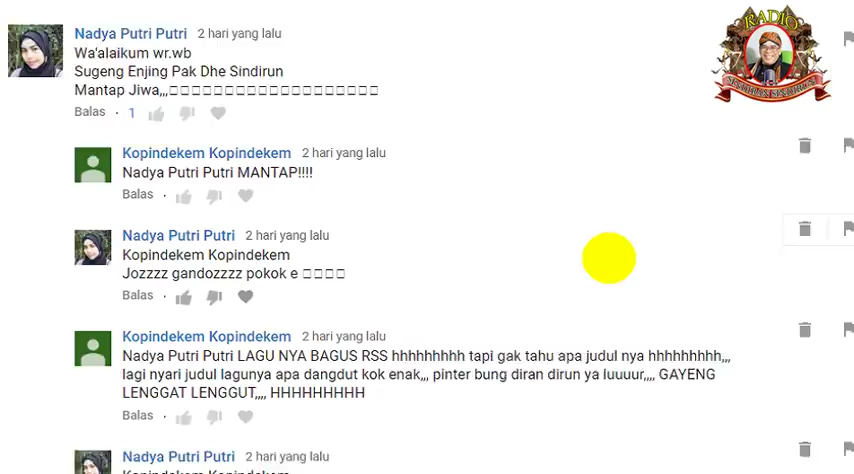 Nadya Putri Putri 2 hari yang lalu
Wa'alaikum wr.wb
Sugeng Enjing Pak Dhe Sindirun
Mantap Jiwa,,,
Balas · 1
Kopindekem Kopindekem 2 hari yang lalu
Nadya Putri Putri MANTAP!!!!
Balas ·
Nadya Putri Putri 2 hari yang lalu
Kopindekem Kopindekem
Jozzzz gandozzzz pokok e
Balas ·
Kopindekem Kopindekem 2 hari yang lalu
Nadya Putri Putri LAGU NYA BAGUS RSS hhhhhhhhh tapi gak tahu apa judul nya hhhhhhhhh,,,
lagi nyari judul lagunya apa dangdut kok enak,,, pinter bung diran dirun ya luuuur,,,, GAYENG
LENGGAT LENGGUT,,,, HHHHHHHHH
Balas ·
Nadya Putri Putri 2 hari yang lalu
Kopindekem Kopindekem
RADIO